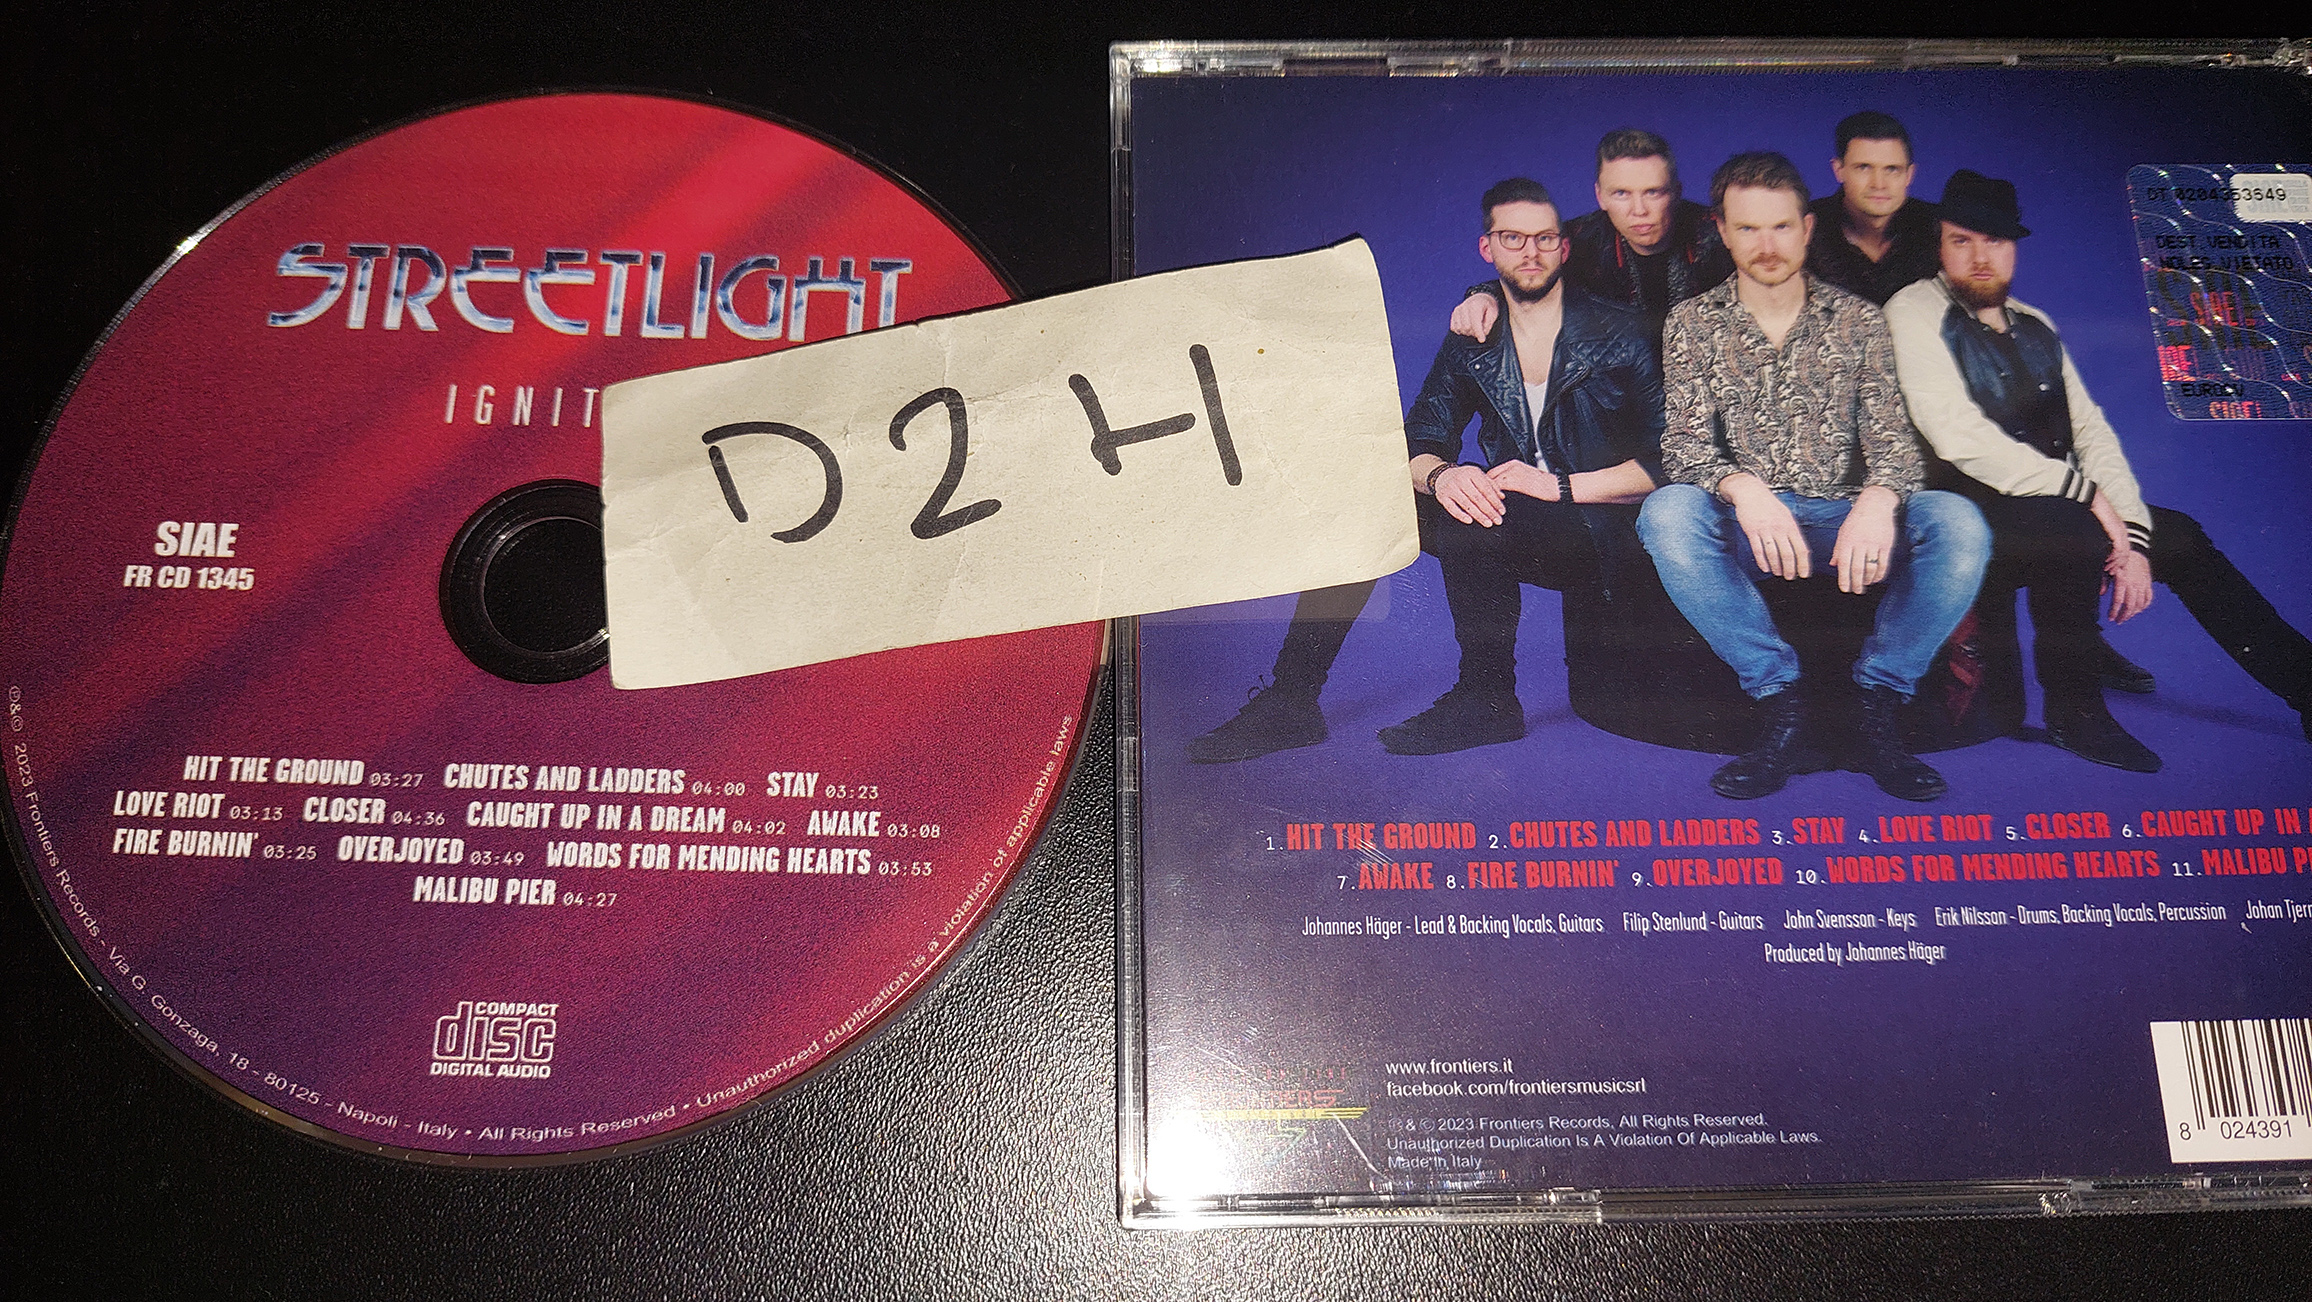 STREETLIGHT
IGNIT
D2H
SIAE
FR CD 1345
HIT THE GROUND 03:27 CHUTES AND LADDERS 04:00 STAY 03:23
LOVE RIOT 03:13 CLOSER 04:36 CAUGHT UP IN A DREAM 04:02 AWAKE 03:08
FIRE BURNIN' 03:25 OVERJOYED 03:49 WORDS FOR MENDING HEARTS 03:53
MALIBU PIER 04:27
COMPACT
disc
DIGITAL AUDIO
℗&© 2023 Frontiers Records - Via G. Gonzaga, 18 - 80125 - Napoli - Italy • All Rights Reserved • Unauthorized duplication is a violation of applicable laws
DT 0204353649
DEST.VENDITA
NOLEG.VIETATO
SIAE
1.HIT THE GROUND 2.CHUTES AND LADDERS 3.STAY 4.LOVE RIOT 5.CLOSER 6.CAUGHT UP IN
7.AWAKE 8.FIRE BURNIN' 9.OVERJOYED 10.WORDS FOR MENDING HEARTS 11.MALIBU
Johannes Häger - Lead & Backing Vocals, Guitars Filip Stenlund - Guitars John Svensson - Keys Erik Nilsson - Drums, Backing Vocals, Percussion Johan
Produced by Johannes Häger
www.frontiers.it
facebook.com/frontiersmusicsrl
℗ & © 2023 Frontiers Records, All Rights Reserved.
Unauthorized Duplication Is A Violation Of Applicable Laws.
Made in Italy
8 024391